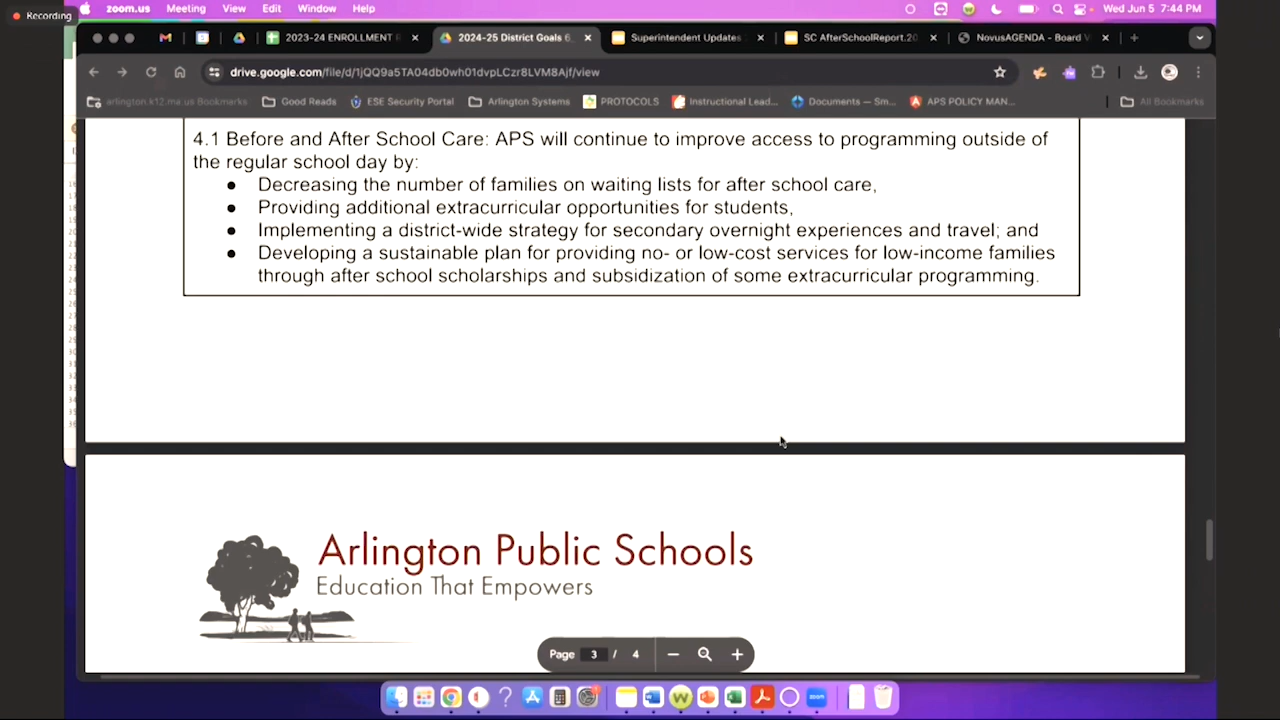 Recording
zoom.us Meeting View Edit Window Help
Wed Jun 5 7:44 PM
2023-24 ENROLLMENT
2024-25 District Goals 6
Superintendent Updates
SC AfterSchoolReport.20
NovusAGENDA - Board V
drive.google.com/file/d/1jQQ9a5TA04db0wh01dvpLCzr8LVM8Ajf/view
arlington.k12.ma.us Bookmarks
Good Reads
ESE Security Portal
Arlington Systems
PROTOCOLS
Instructional Lead...
Documents — Sm...
APS POLICY MAN...
All Bookmarks
4.1 Before and After School Care: APS will continue to improve access to programming outside of
the regular school day by:
● Decreasing the number of families on waiting lists for after school care,
● Providing additional extracurricular opportunities for students,
● Implementing a district-wide strategy for secondary overnight experiences and travel; and
● Developing a sustainable plan for providing no- or low-cost services for low-income families
through after school scholarships and subsidization of some extracurricular programming.
Arlington Public Schools
Education That Empowers
Page 3 / 4
zoom